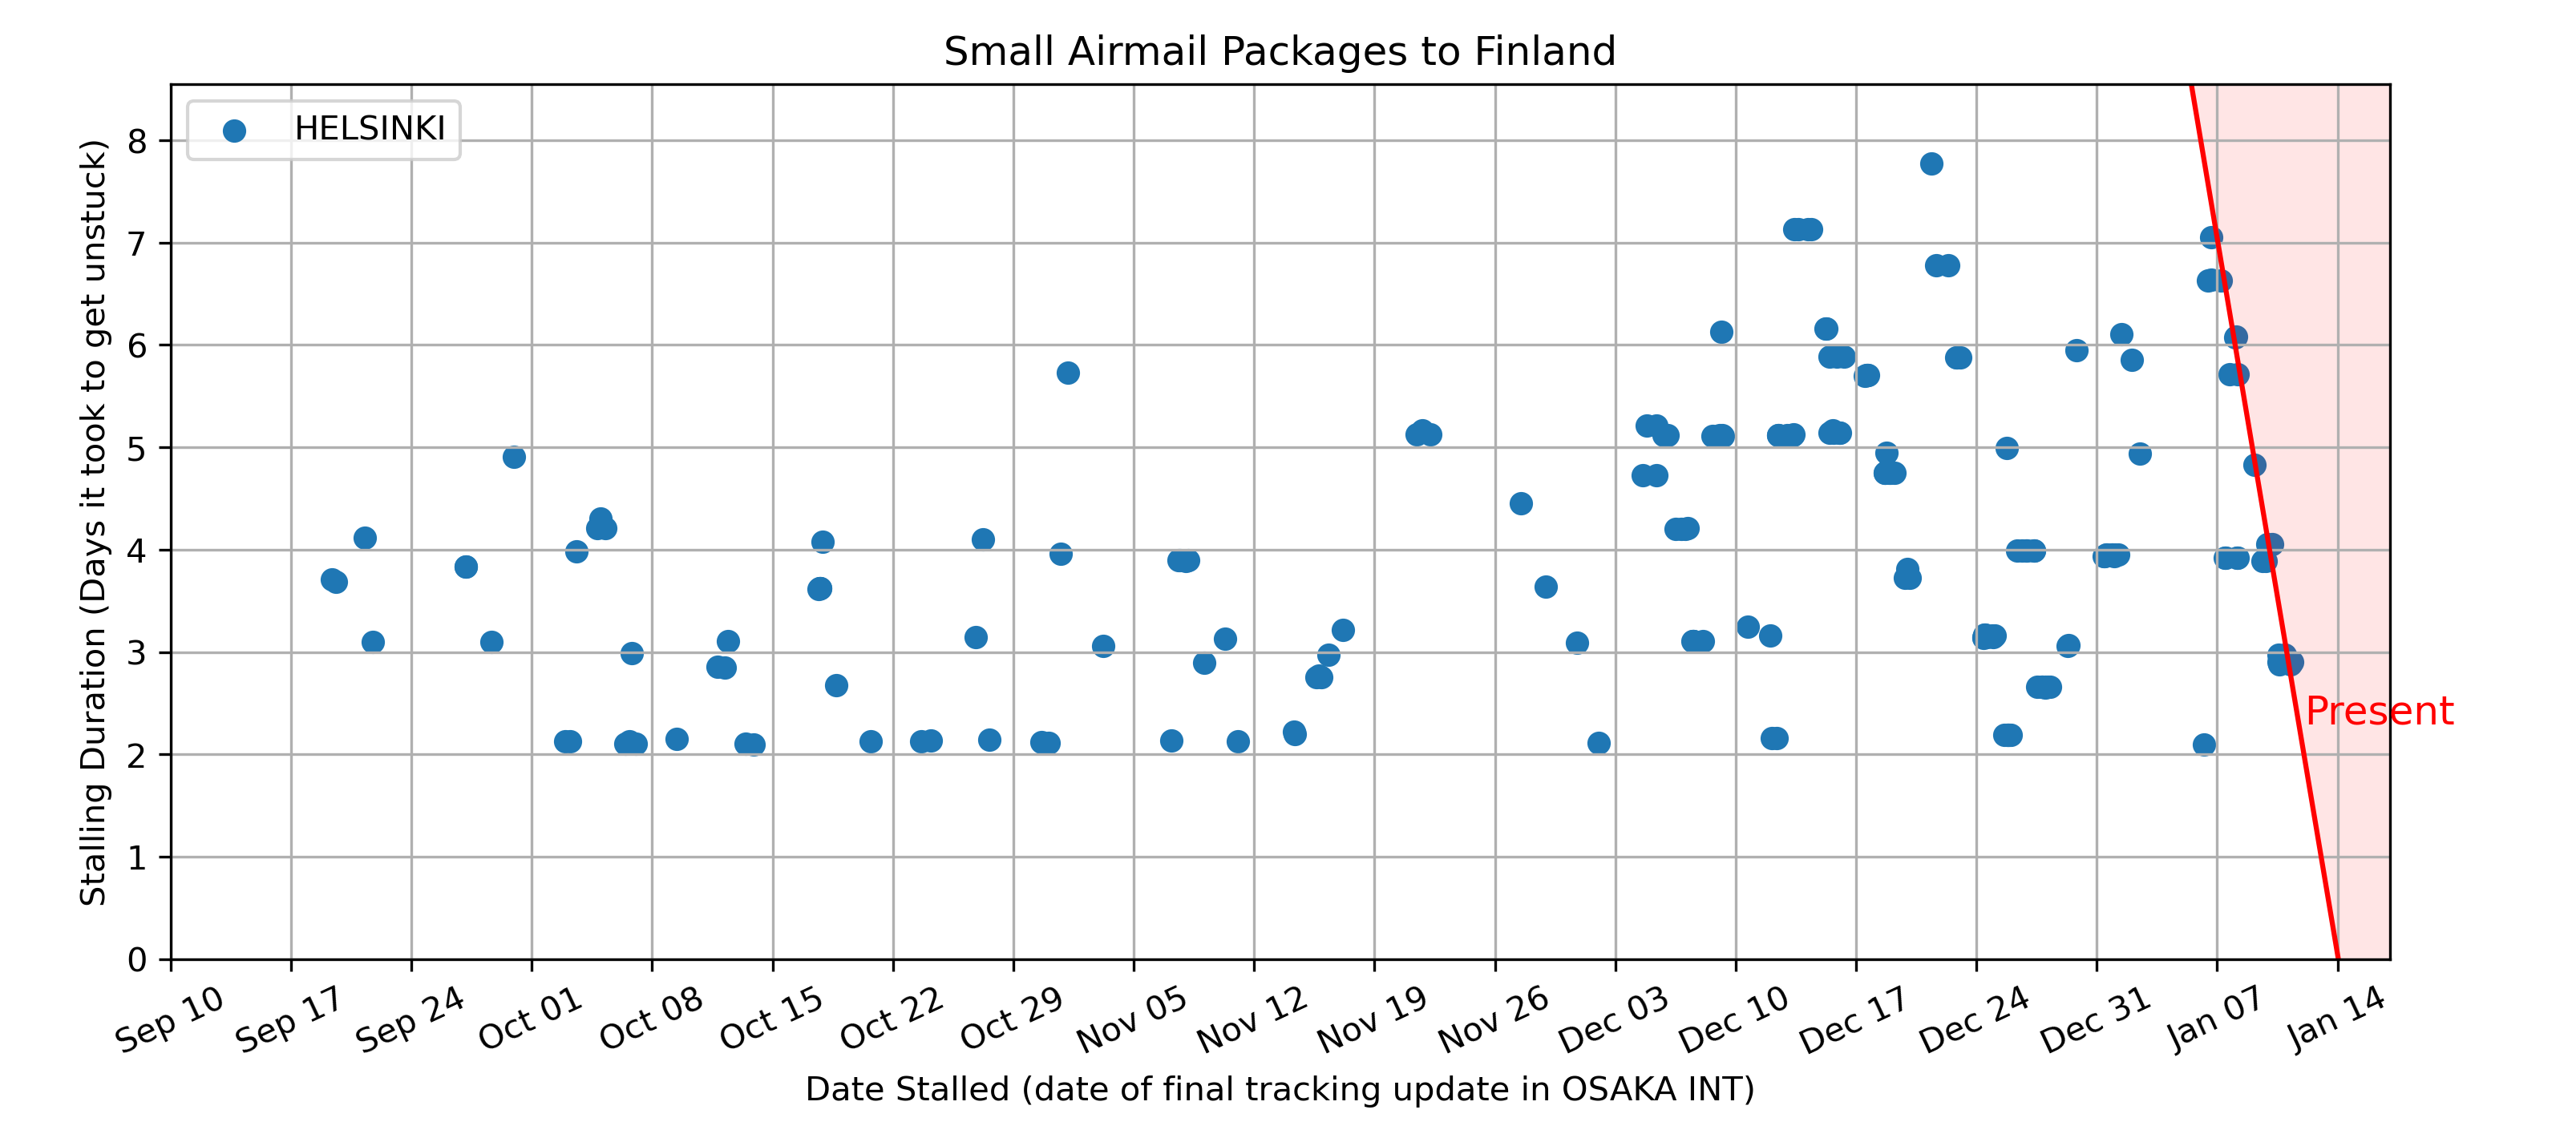 Small Airmail Packages to Finland
HELSINKI
Stalling Duration (Days it took to get unstuck)
8
7
6
5
4
3
2
1
0
Present
Sep 10
Sep 17
Sep 24
Oct 01
Oct 08
Oct 15
Oct 22
Oct 29
Nov 05
Nov 12
Nov 19
Nov 26
Dec 03
Dec 10
Dec 17
Dec 24
Dec 31
Jan 07
Jan 14
Date Stalled (date of final tracking update in OSAKA INT)